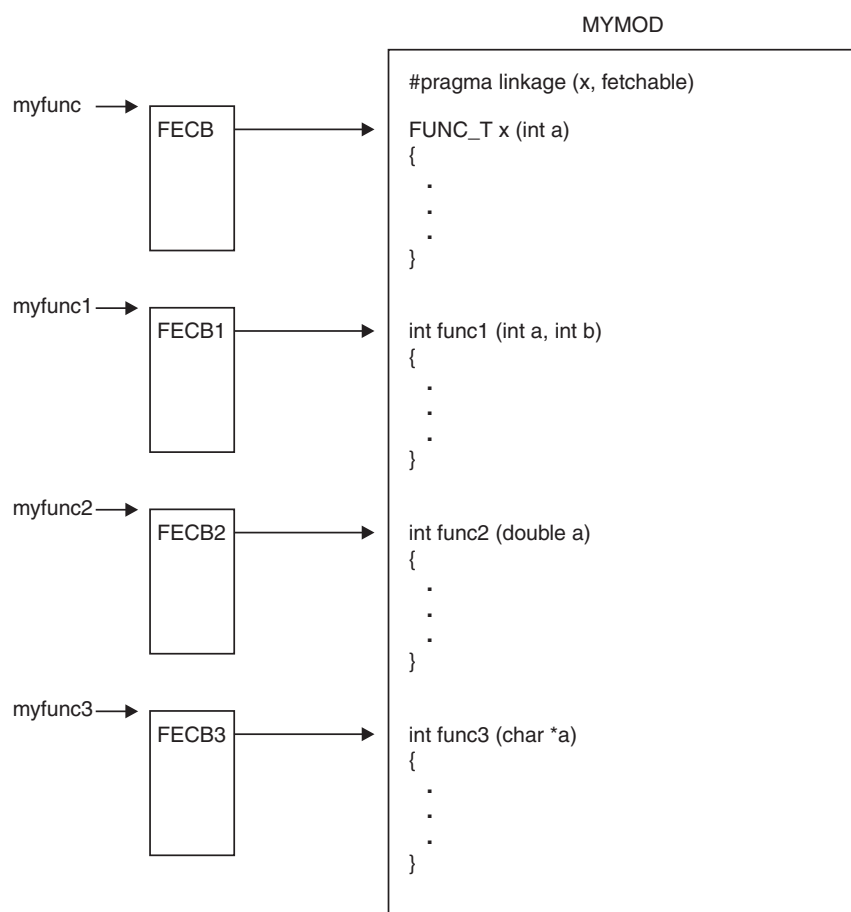 MYMOD
#pragma linkage (x, fetchable)
myfunc
FECB
FUNC_T x (int a)
{
.
.
.
}
myfunc1
FECB1
int func1 (int a, int b)
{
.
.
.
}
myfunc2
FECB2
int func2 (double a)
{
.
.
.
}
myfunc3
FECB3
int func3 (char *a)
{
.
.
.
}